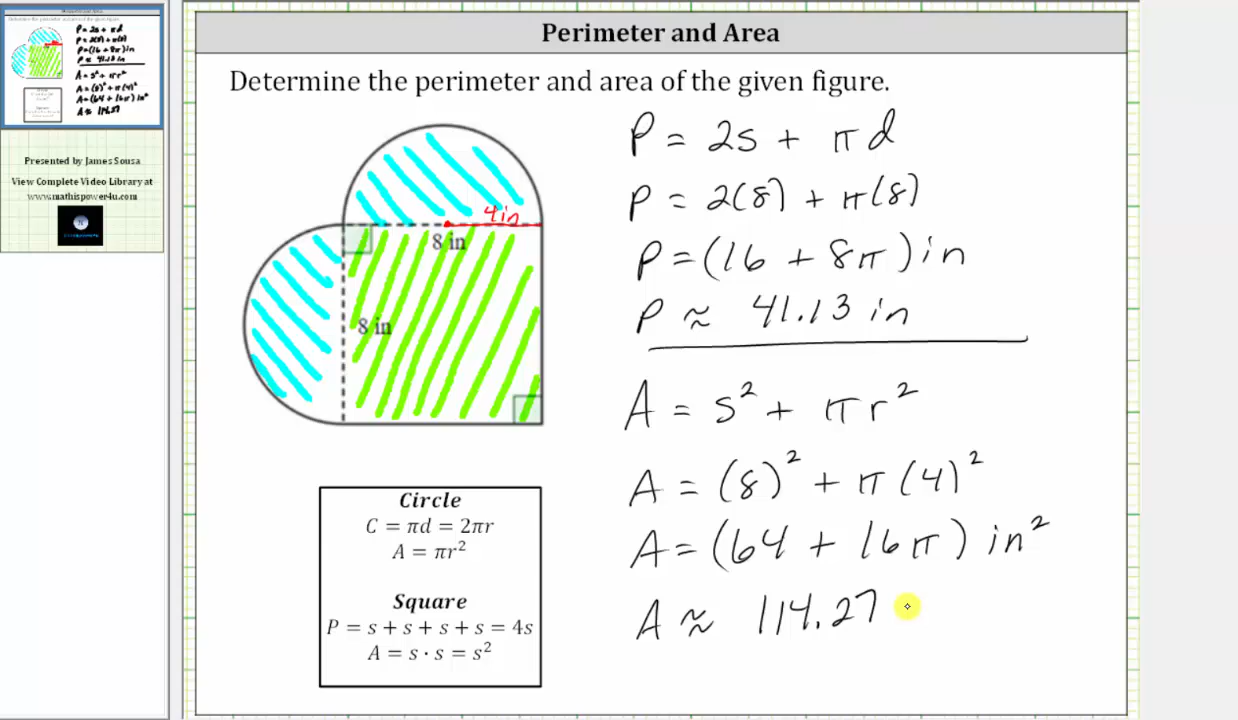 Perimeter and Area
Determine the perimeter and area of the given figure.
P = 2s + πd
P = 2(8) + π(8)
P = (16 + 8π) in
P ≈ 41.13 in
A = s² + πr²
A = (8)² + π(4)²
A = (64 + 16π) in²
A ≈ 114.27
4in
8 in
8 in
Circle
C = πd = 2πr
A = πr²
Square
P = s + s + s + s = 4s
A = s · s = s²
Presented by James Sousa
View Complete Video Library at
www.mathispower4u.com